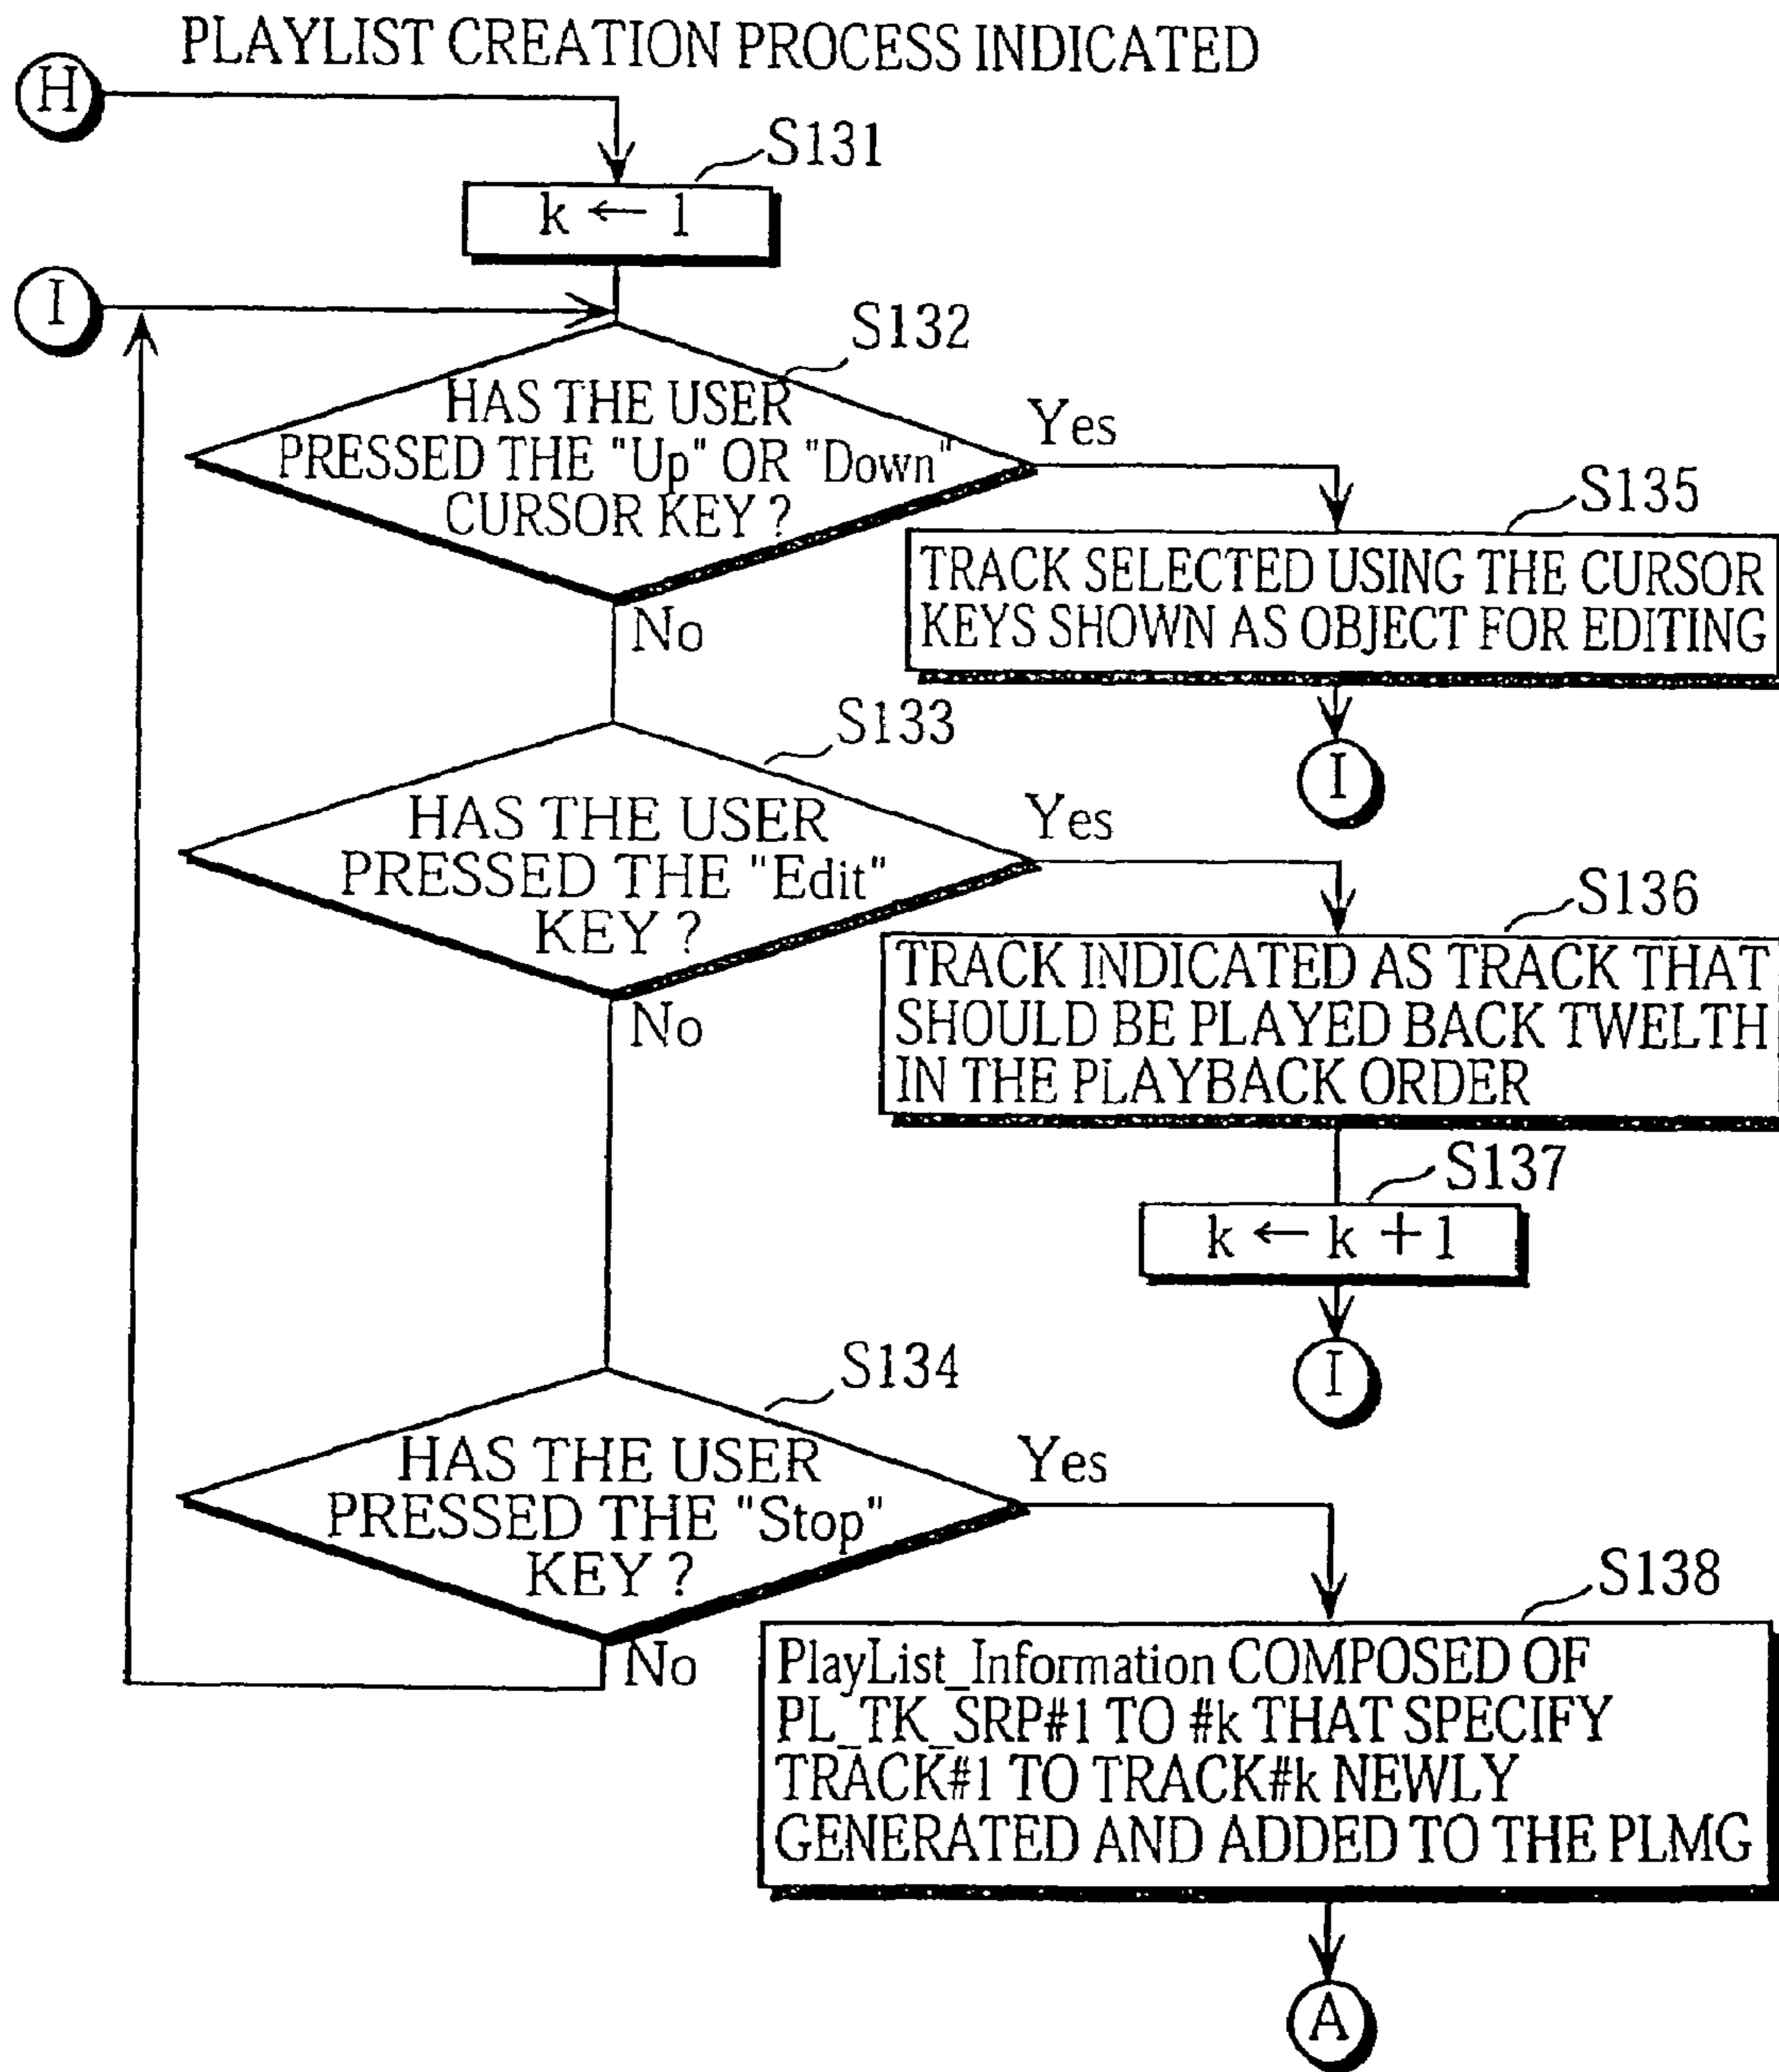 PLAYLIST CREATION PROCESS INDICATED
H
S131
k ← 1
I
S132
HAS THE USER
PRESSED THE "Up" OR "Down"
CURSOR KEY ?
Yes
No
S135
TRACK SELECTED USING THE CURSOR
KEYS SHOWN AS OBJECT FOR EDITING
I
S133
HAS THE USER
PRESSED THE "Edit"
KEY ?
Yes
No
S136
TRACK INDICATED AS TRACK THAT
SHOULD BE PLAYED BACK TWELTH
IN THE PLAYBACK ORDER
S137
k ← k +1
I
S134
HAS THE USER
PRESSED THE "Stop"
KEY ?
Yes
No
S138
PlayList_Information COMPOSED OF
PL_TK_SRP#1 TO #k THAT SPECIFY
TRACK#1 TO TRACK#k NEWLY
GENERATED AND ADDED TO THE PLMG
A